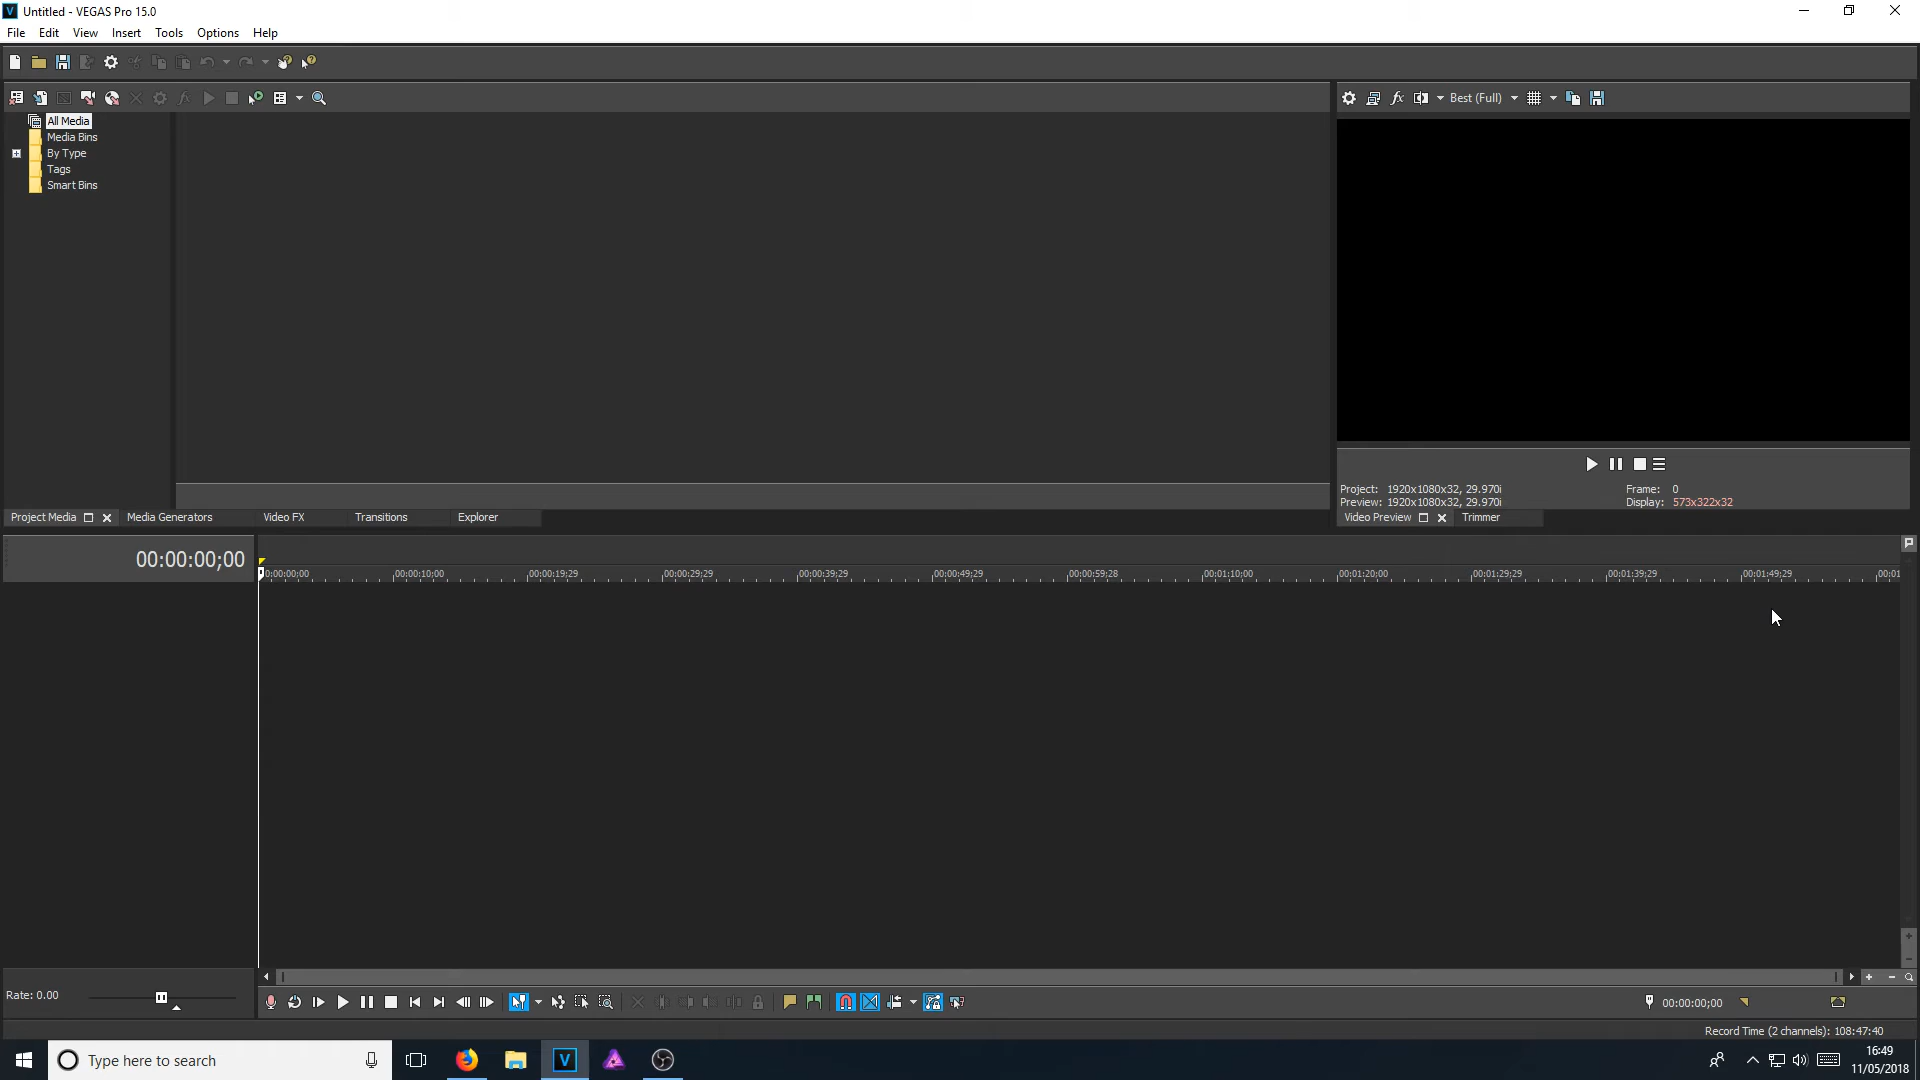 Untitled - VEGAS Pro 15.0
File Edit View Insert Tools Options Help
Best (Full)
All Media
Media Bins
By Type
Tags
Smart Bins
Project: 1920x1080x32, 29.970i Frame: 0
Preview: 1920x1080x32, 29.970i Display: 573x322x32
Project Media Media Generators Video FX Transitions Explorer
Video Preview Trimmer
00:00:00;00
0:00:00;00 00:00:10;00 00:00:19;29 00:00:29;29 00:00:39;29 00:00:49;29 00:00:59;28 00:01:10;00 00:01:20;00 00:01:29;29 00:01:39;29 00:01:49;29 00:01
Rate: 0.00
00:00:00;00
Record Time (2 channels): 108:47:40
Type here to search
16:49
11/05/2018